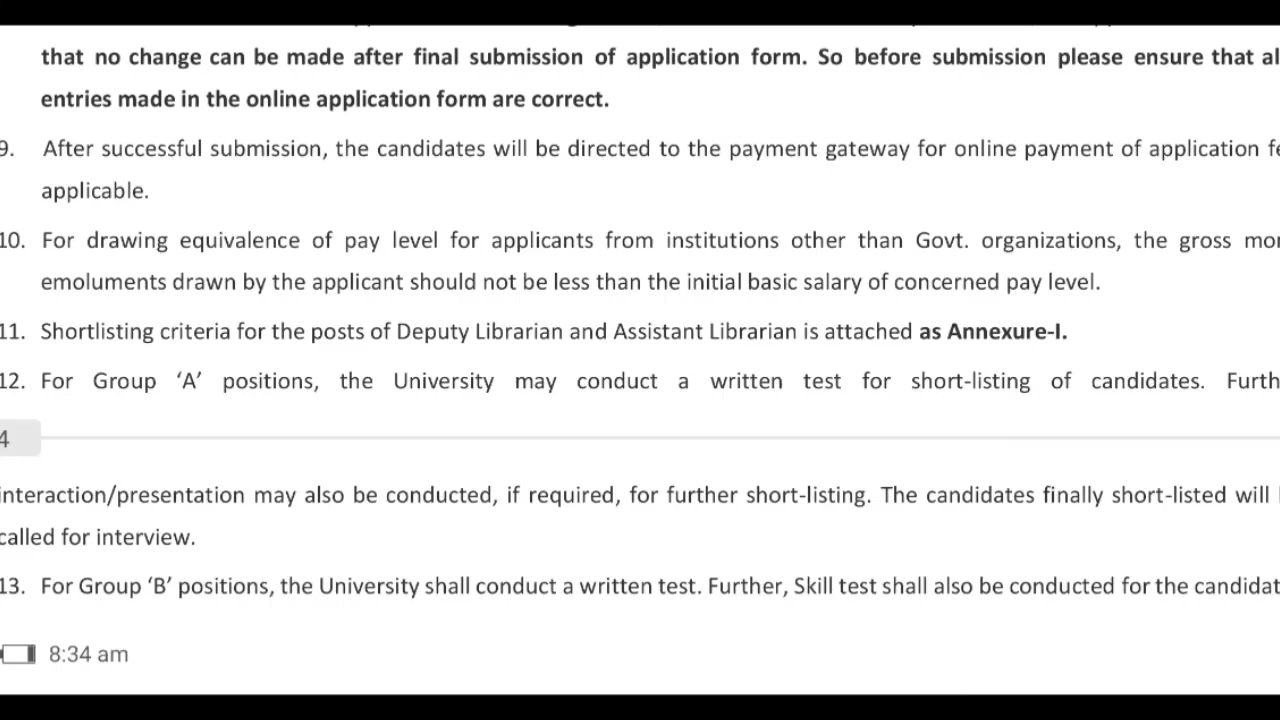 that no change can be made after final submission of application form. So before submission please ensure that
entries made in the online application form are correct.
9. After successful submission, the candidates will be directed to the payment gateway for online payment of application
applicable.
10. For drawing equivalence of pay level for applicants from institutions other than Govt. organizations, the gross
emoluments drawn by the applicant should not be less than the initial basic salary of concerned pay level.
11. Shortlisting criteria for the posts of Deputy Librarian and Assistant Librarian is attached as Annexure-I.
12. For Group ‘A’ positions, the University may conduct a written test for short-listing of candidates.
4
interaction/presentation may also be conducted, if required, for further short-listing. The candidates finally short-listed will
called for interview.
13. For Group ‘B’ positions, the University shall conduct a written test. Further, Skill test shall also be conducted for the
8:34 am